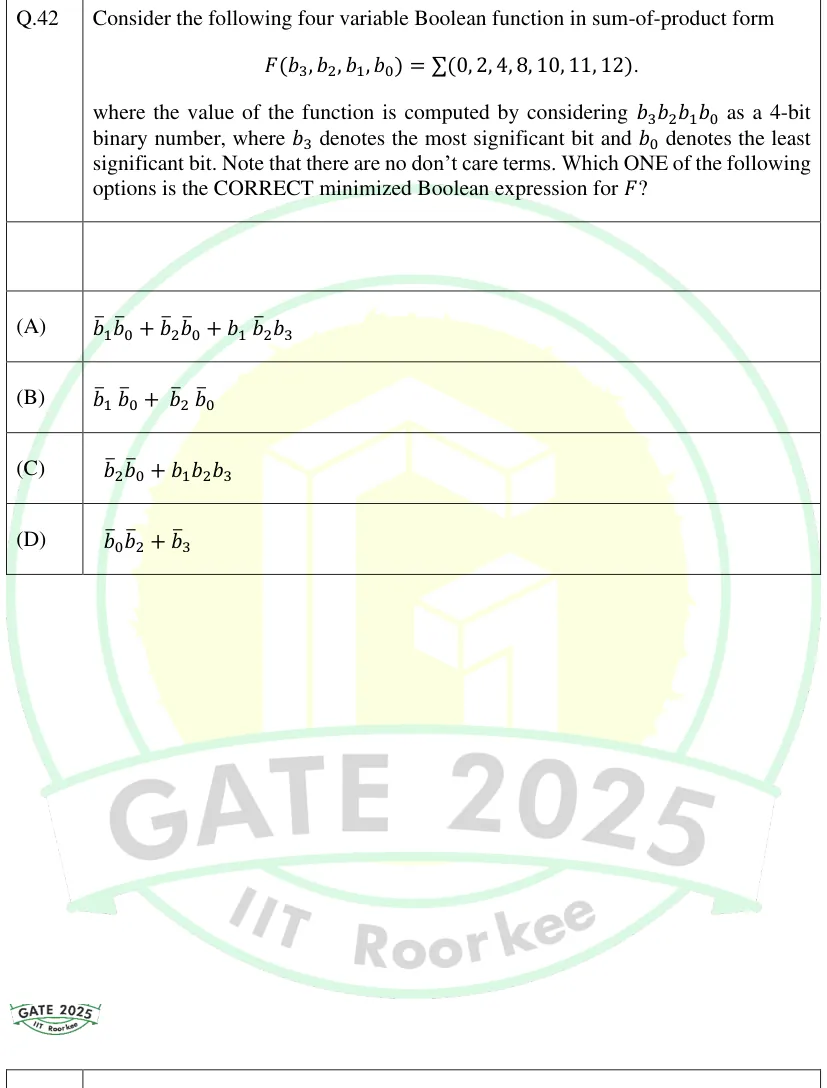 Q.42 Consider the following four variable Boolean function in sum-of-product form
𝐹(𝑏₃, 𝑏₂, 𝑏₁, 𝑏₀) = ∑(0, 2, 4, 8, 10, 11, 12).
where the value of the function is computed by considering 𝑏₃𝑏₂𝑏₁𝑏₀ as a 4-bit
binary number, where 𝑏₃ denotes the most significant bit and 𝑏₀ denotes the least
significant bit. Note that there are no don’t care terms. Which ONE of the following
options is the CORRECT minimized Boolean expression for 𝐹?
(A) b̄₁b̄₀ + b̄₂b̄₀ + b₁ b̄₂b₃
(B) b̄₁ b̄₀ + b̄₂ b̄₀
(C) b̄₂b̄₀ + b₁b₂b₃
(D) b̄₀b̄₂ + b̄₃
GATE 2025
IIT Roorkee
GATE 2025
IIT Roorkee